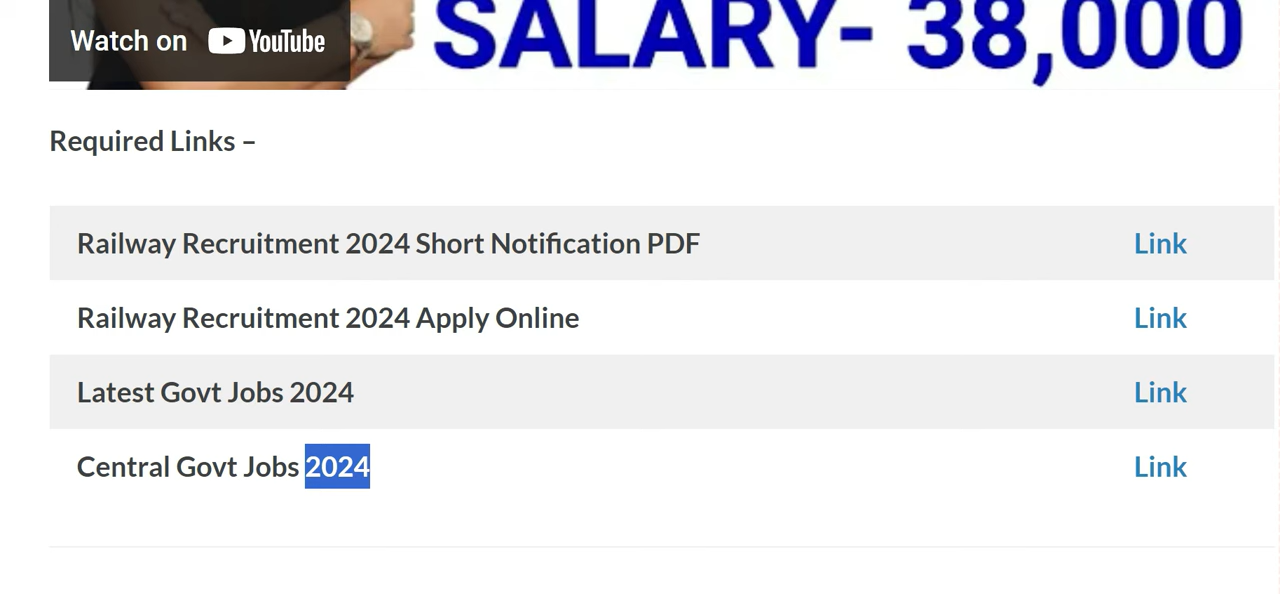 SALARY- 38,000
Watch on YouTube
Required Links –
Railway Recruitment 2024 Short Notification PDF Link
Railway Recruitment 2024 Apply Online Link
Latest Govt Jobs 2024 Link
Central Govt Jobs 2024 Link